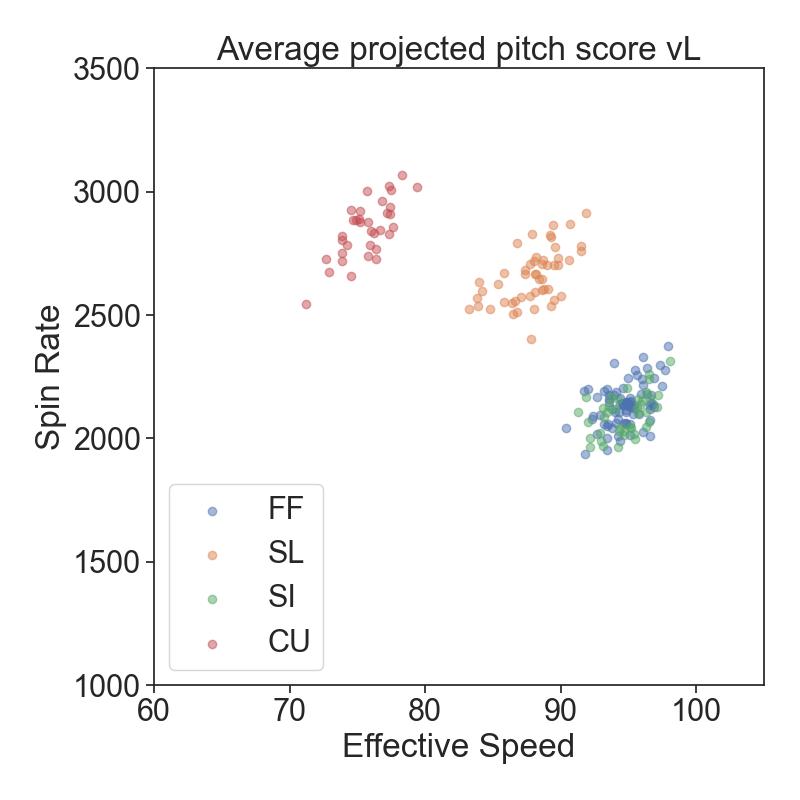 Average projected pitch score vL
3500
3000
2500
2000
1500
1000
Spin Rate
FF
SL
SI
CU
60 70 80 90 100
Effective Speed